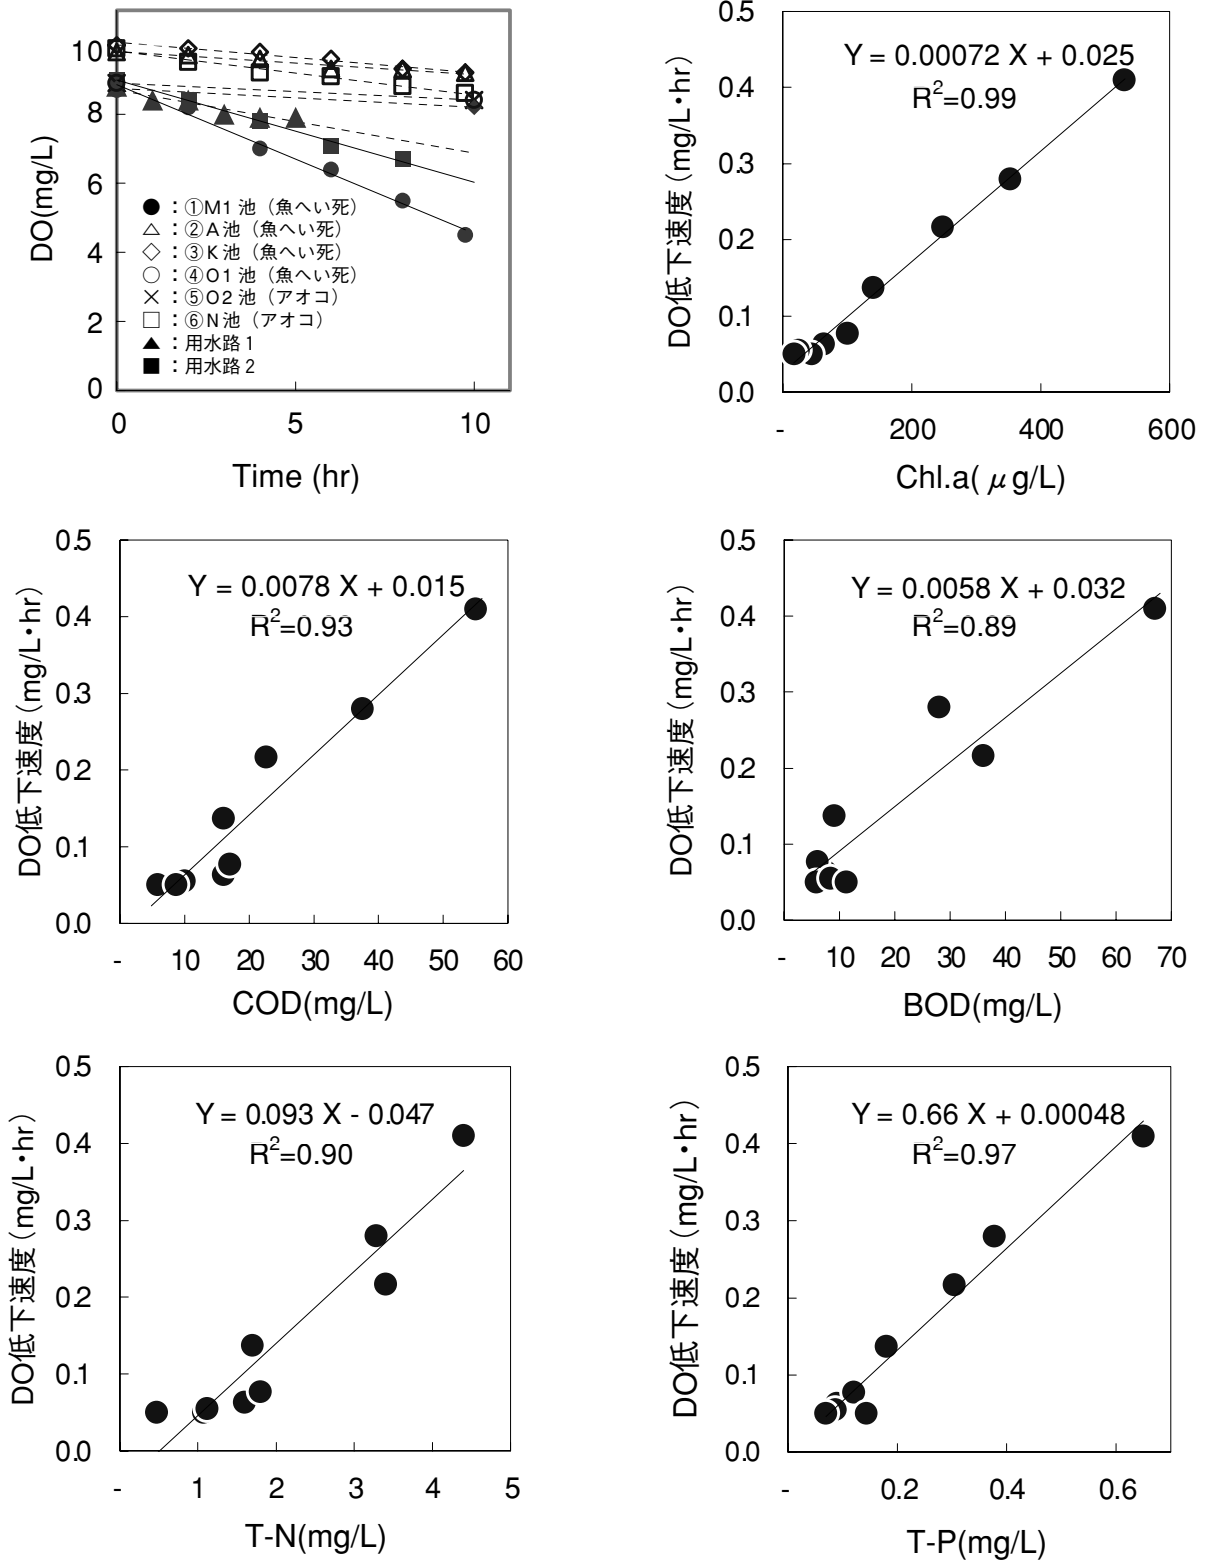 DO(mg/L)
10
8
6
4
2
0
●：①M1 池（魚へい死）
△：②A 池（魚へい死）
◇：③K 池（魚へい死）
○：④O1 池（魚へい死）
×：⑤O2 池（アオコ）
□：⑥N 池（アオコ）
▲：用水路 1
■：用水路 2
0 5 10
Time (hr)
DO低下速度（mg/L・hr）
0.5
0.4
0.3
0.2
0.1
0.0
Y = 0.00072 X + 0.025
R²=0.99
- 200 400 600
Chl.a( μg/L)
DO低下速度（mg/L・hr）
0.5
0.4
0.3
0.2
0.1
0.0
Y = 0.0078 X + 0.015
R²=0.93
- 10 20 30 40 50 60
COD(mg/L)
DO低下速度（mg/L・hr）
0.5
0.4
0.3
0.2
0.1
0.0
Y = 0.0058 X + 0.032
R²=0.89
- 10 20 30 40 50 60 70
BOD(mg/L)
DO低下速度（mg/L・hr）
0.5
0.4
0.3
0.2
0.1
0.0
Y = 0.093 X - 0.047
R²=0.90
- 1 2 3 4 5
T-N(mg/L)
DO低下速度（mg/L・hr）
0.5
0.4
0.3
0.2
0.1
0.0
Y = 0.66 X + 0.00048
R²=0.97
- 0.2 0.4 0.6
T-P(mg/L)